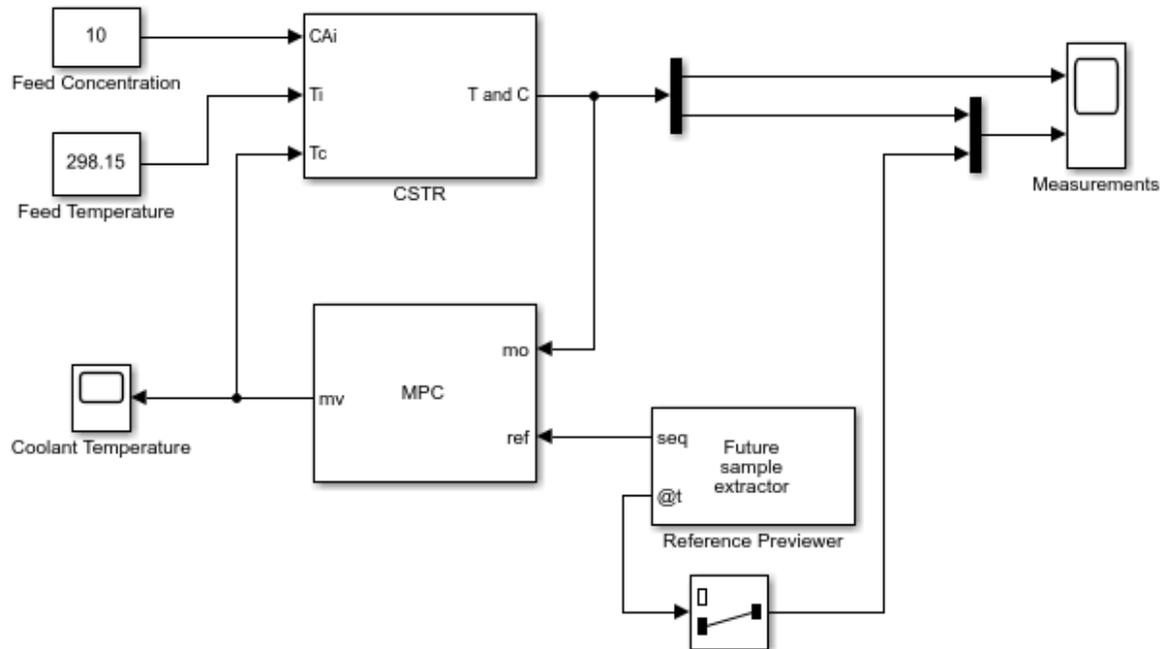 10
Feed Concentration
298.15
Feed Temperature
CAi
Ti
Tc
T and C
CSTR
Measurements
Coolant Temperature
mv
MPC
mo
ref
seq
@t
Future
sample
extractor
Reference Previewer